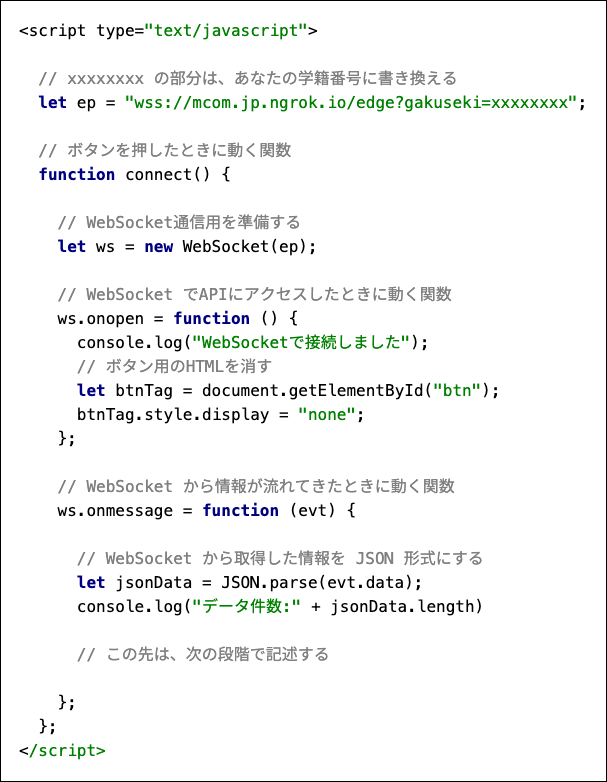 <script type="text/javascript">
// xxxxxxxx の部分は、あなたの学籍番号に書き換える
let ep = "wss://mcom.jp.ngrok.io/edge?gakuseki=xxxxxxxx";
// ボタンを押したときに動く関数
function connect() {
// WebSocket通信用を準備する
let ws = new WebSocket(ep);
// WebSocket でAPIにアクセスしたときに動く関数
ws.onopen = function () {
console.log("WebSocketで接続しました");
// ボタン用のHTMLを消す
let btnTag = document.getElementById("btn");
btnTag.style.display = "none";
};
// WebSocket から情報が流れてきたときに動く関数
ws.onmessage = function (evt) {
// WebSocket から取得した情報を JSON 形式にする
let jsonData = JSON.parse(evt.data);
console.log("データ件数:" + jsonData.length)
// この先は、次の段階で記述する
};
};
</script>